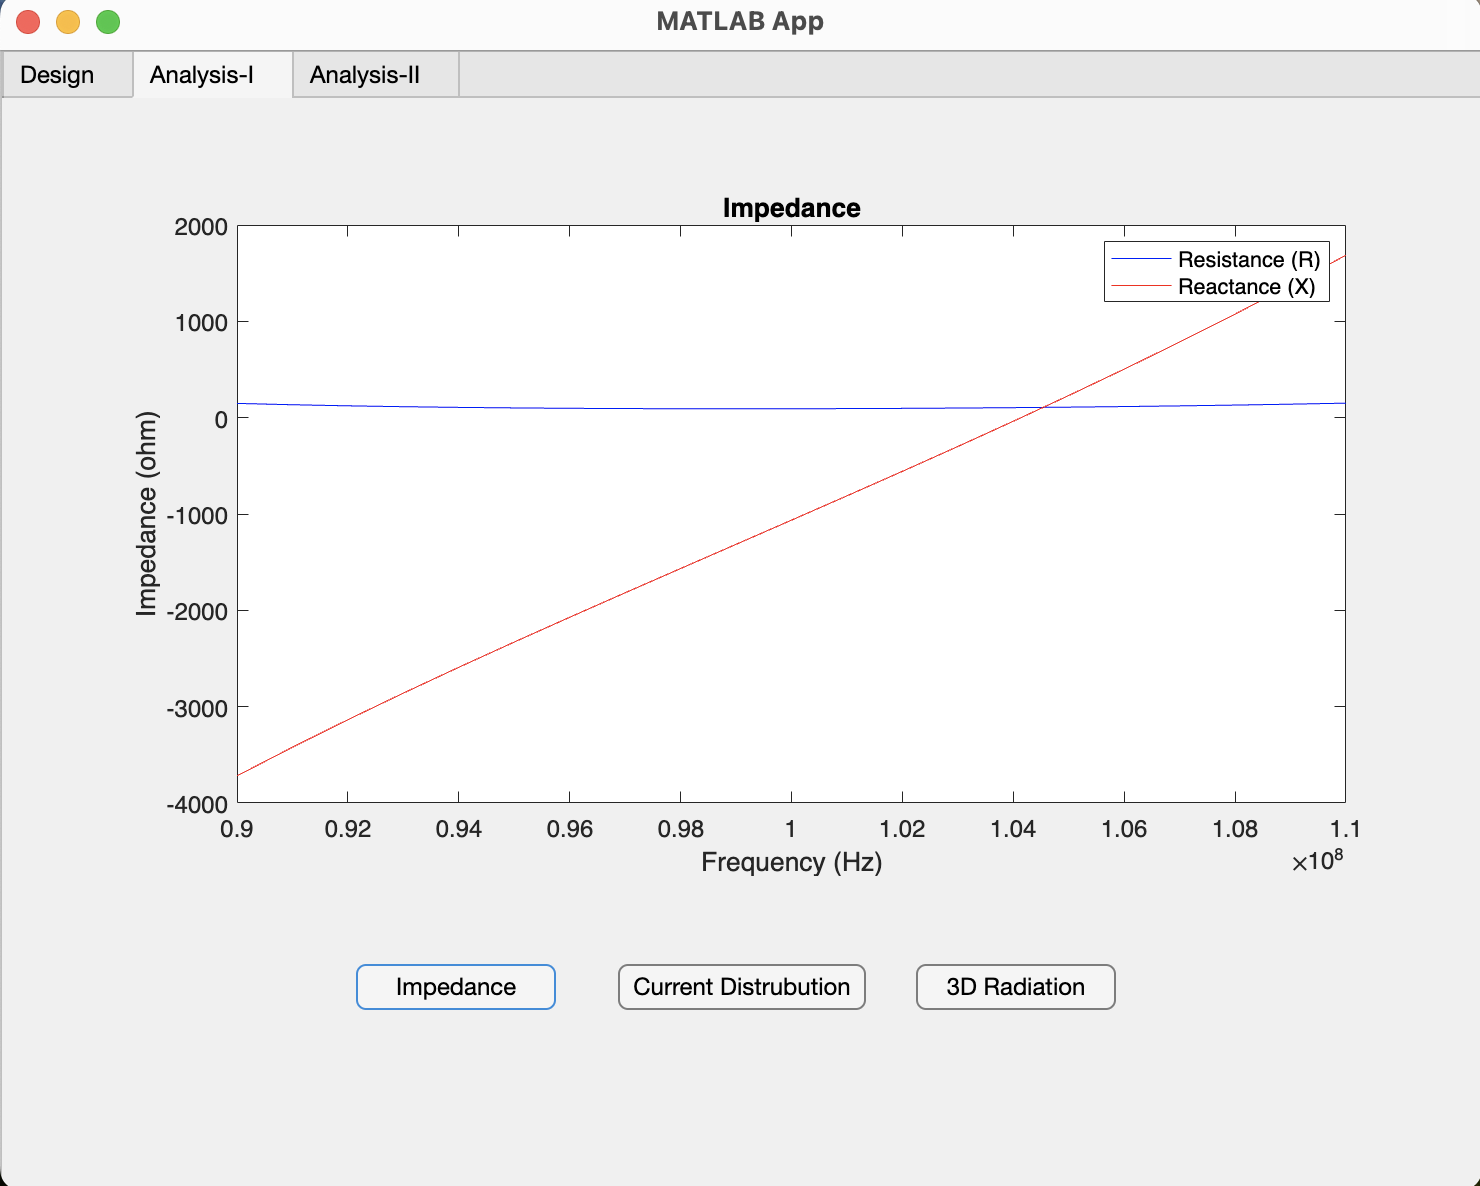 MATLAB App
Design
Analysis-I
Analysis-II
Impedance
2000
1000
0
-1000
-2000
-3000
-4000
Impedance (ohm)
Resistance (R)
Reactance (X)
0.9 0.92 0.94 0.96 0.98 1 1.02 1.04 1.06 1.08 1.1
Frequency (Hz)
×10⁸
Impedance
Current Distrubution
3D Radiation